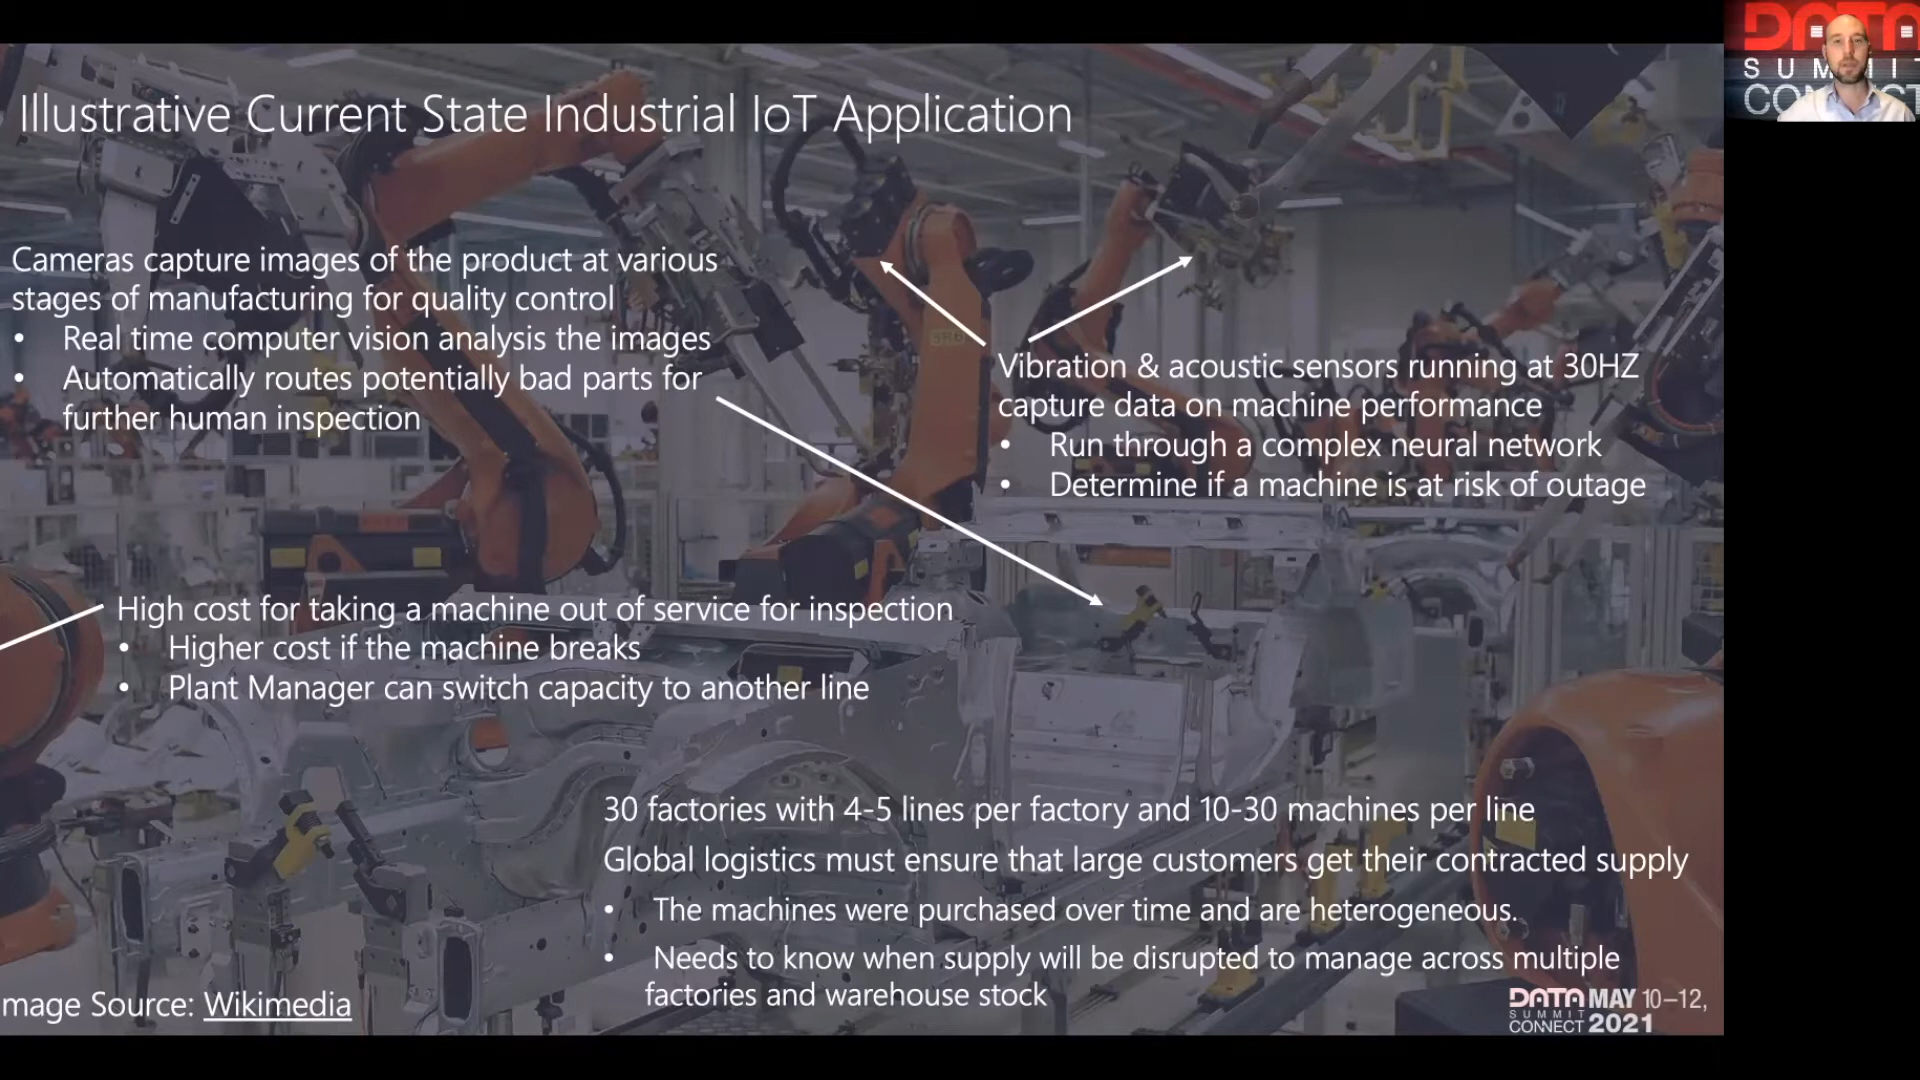 Illustrative Current State Industrial IoT Application
Cameras capture images of the product at various
stages of manufacturing for quality control
• Real time computer vision analysis the images
• Automatically routes potentially bad parts for
further human inspection
Vibration & acoustic sensors running at 30HZ
capture data on machine performance
• Run through a complex neural network
• Determine if a machine is at risk of outage
High cost for taking a machine out of service for inspection
• Higher cost if the machine breaks
• Plant Manager can switch capacity to another line
30 factories with 4-5 lines per factory and 10-30 machines per line
Global logistics must ensure that large customers get their contracted supply
• The machines were purchased over time and are heterogeneous.
• Needs to know when supply will be disrupted to manage across multiple
factories and warehouse stock
mage Source: Wikimedia
DATA MAY 10–12,
SUMMIT
CONNECT 2021
DATA
SUMMIT
CONNECT